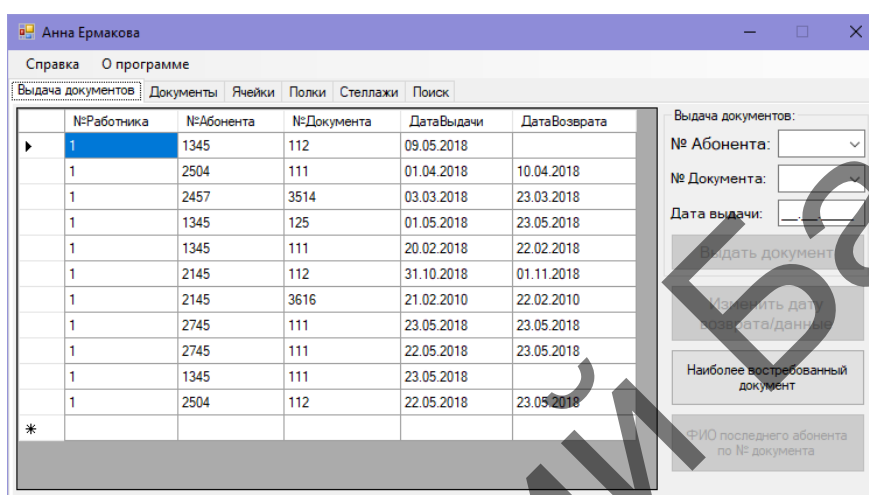 Анна Ермакова
Справка О программе
Выдача документов Документы Ячейки Полки Стеллажи Поиск
№Работника №Абонента №Документа ДатаВыдачи ДатаВозврата
1 1345 112 09.05.2018
1 2504 111 01.04.2018 10.04.2018
1 2457 3514 03.03.2018 23.03.2018
1 1345 125 01.05.2018 23.05.2018
1 1345 111 20.02.2018 22.02.2018
1 2145 112 31.10.2018 01.11.2018
1 2145 3616 21.02.2010 22.02.2010
1 2745 111 23.05.2018 23.05.2018
1 2745 111 22.05.2018 23.05.2018
1 1345 111 23.05.2018
1 2504 112 22.05.2018 23.05.2018
Выдача документов:
№ Абонента:
№ Документа:
Дата выдачи: __.__.____
Выдать документ
Изменить дату
возврата/данные
Наиболее востребованный
документ
ФИО последнего абонента
по № документа